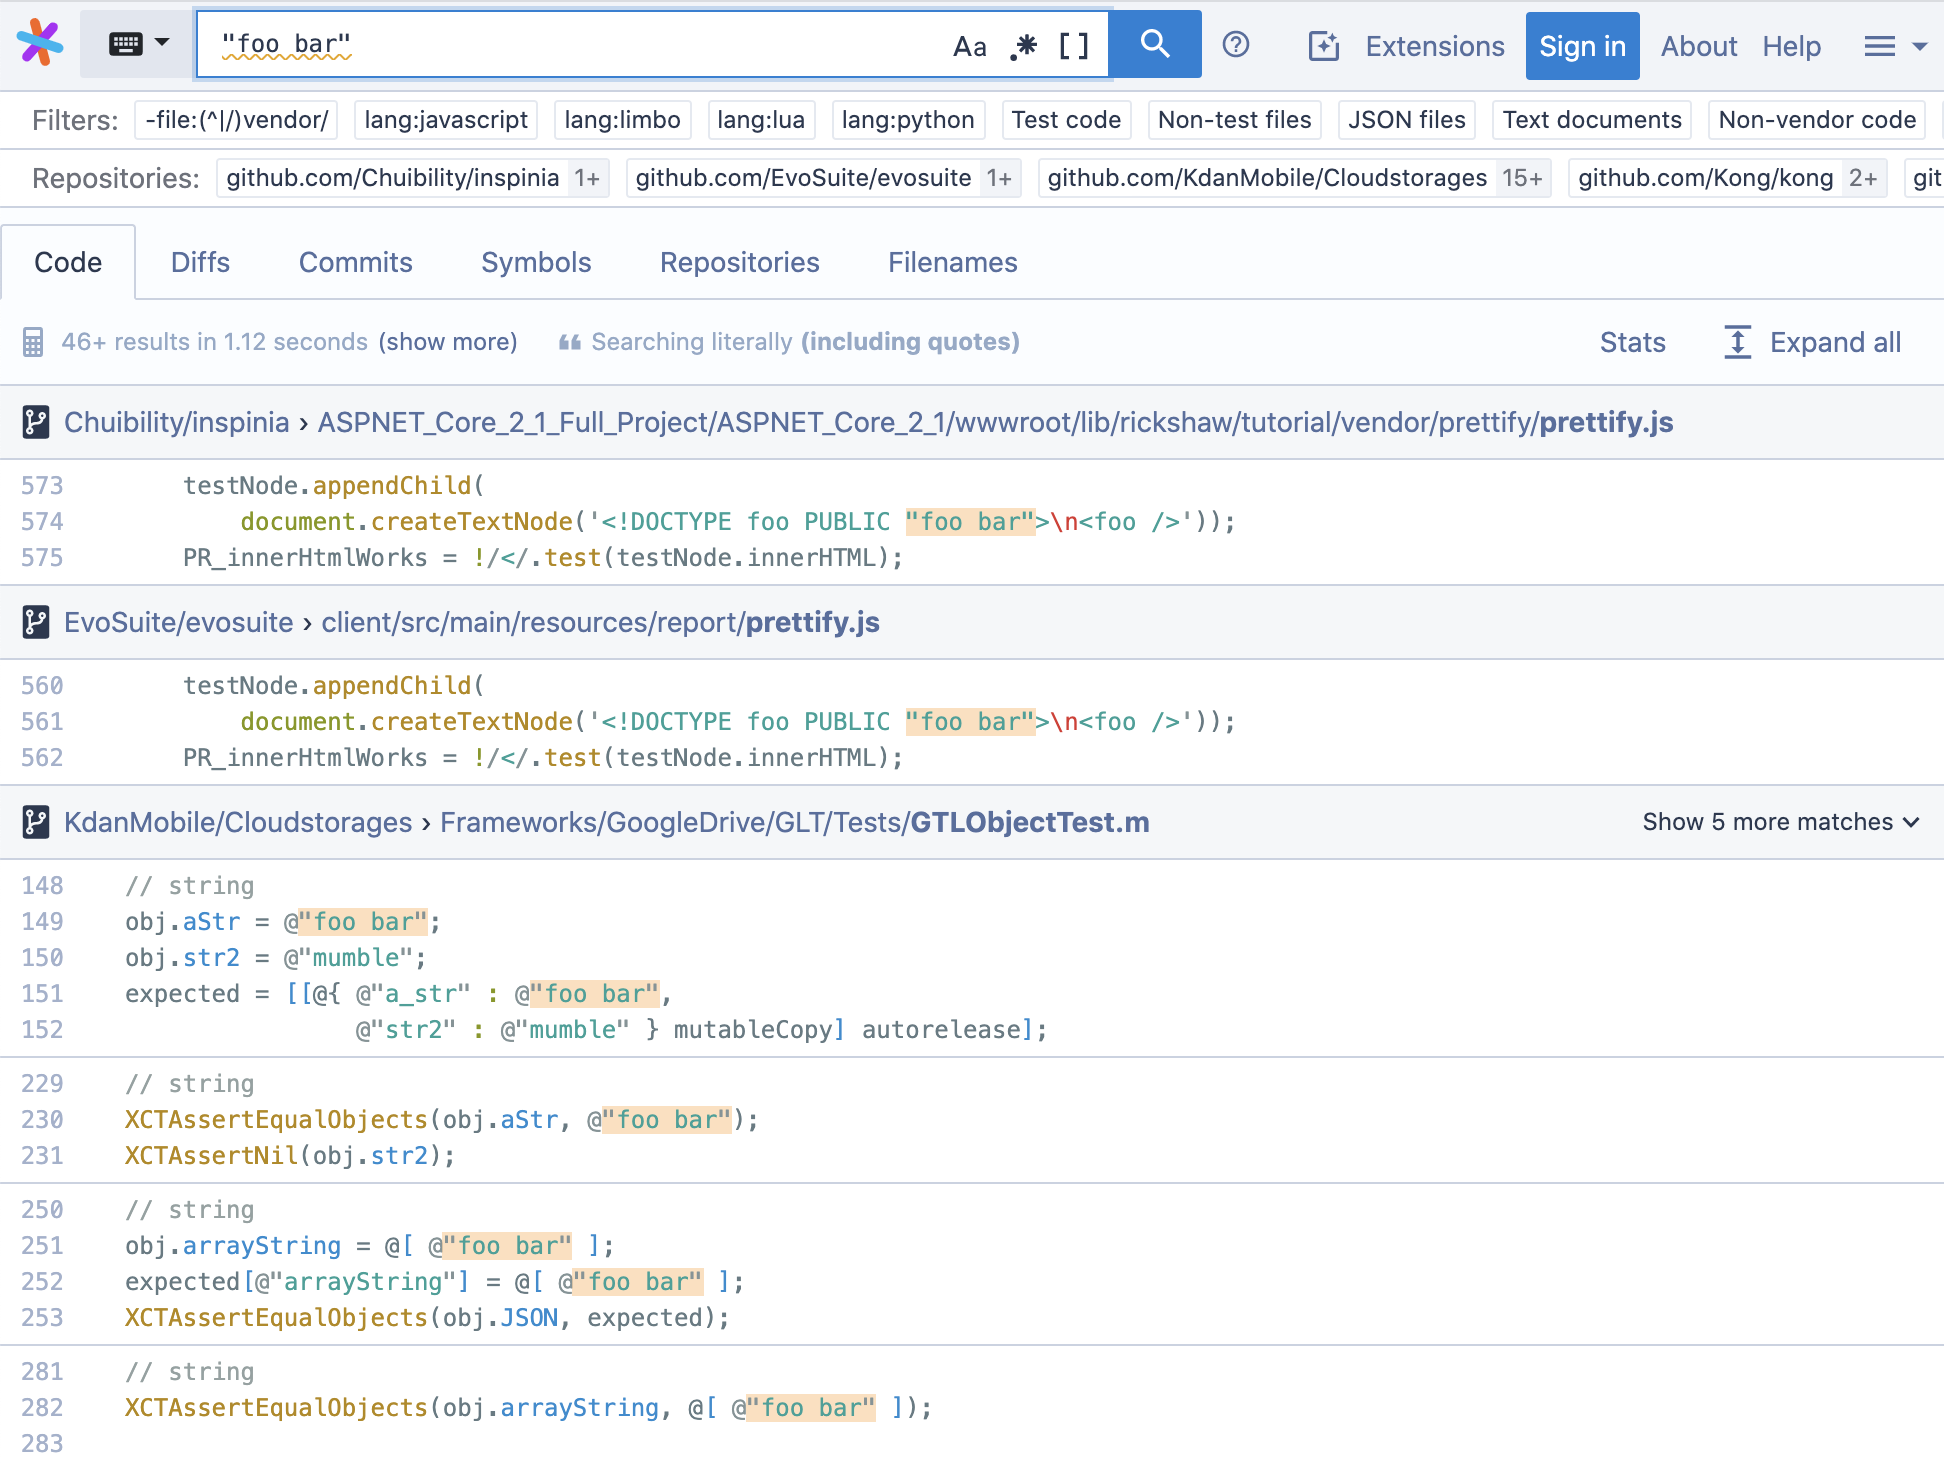 "foo bar" Aa .* [ ] Extensions Sign in About Help
Filters: -file:(^|/)vendor/ lang:javascript lang:limbo lang:lua lang:python Test code Non-test files JSON files Text documents Non-vendor code
Repositories: github.com/Chuibility/inspinia 1+ github.com/EvoSuite/evosuite 1+ github.com/KdanMobile/Cloudstorages 15+ github.com/Kong/kong 2+ git
Code Diffs Commits Symbols Repositories Filenames
46+ results in 1.12 seconds (show more) Searching literally (including quotes) Stats Expand all
Chuibility/inspinia › ASPNET_Core_2_1_Full_Project/ASPNET_Core_2_1/wwwroot/lib/rickshaw/tutorial/vendor/prettify/prettify.js
573 testNode.appendChild(
574 document.createTextNode('<!DOCTYPE foo PUBLIC "foo bar">\n<foo />'));
575 PR_innerHtmlWorks = !/</.test(testNode.innerHTML);
EvoSuite/evosuite › client/src/main/resources/report/prettify.js
560 testNode.appendChild(
561 document.createTextNode('<!DOCTYPE foo PUBLIC "foo bar">\n<foo />'));
562 PR_innerHtmlWorks = !/</.test(testNode.innerHTML);
KdanMobile/Cloudstorages › Frameworks/GoogleDrive/GLT/Tests/GTLObjectTest.m Show 5 more matches
148 // string
149 obj.aStr = @"foo bar";
150 obj.str2 = @"mumble";
151 expected = [[@{ @"a_str" : @"foo bar",
152 @"str2" : @"mumble" } mutableCopy] autorelease];
229 // string
230 XCTAssertEqualObjects(obj.aStr, @"foo bar");
231 XCTAssertNil(obj.str2);
250 // string
251 obj.arrayString = @[ @"foo bar" ];
252 expected[@"arrayString"] = @[ @"foo bar" ];
253 XCTAssertEqualObjects(obj.JSON, expected);
281 // string
282 XCTAssertEqualObjects(obj.arrayString, @[ @"foo bar" ]);
283